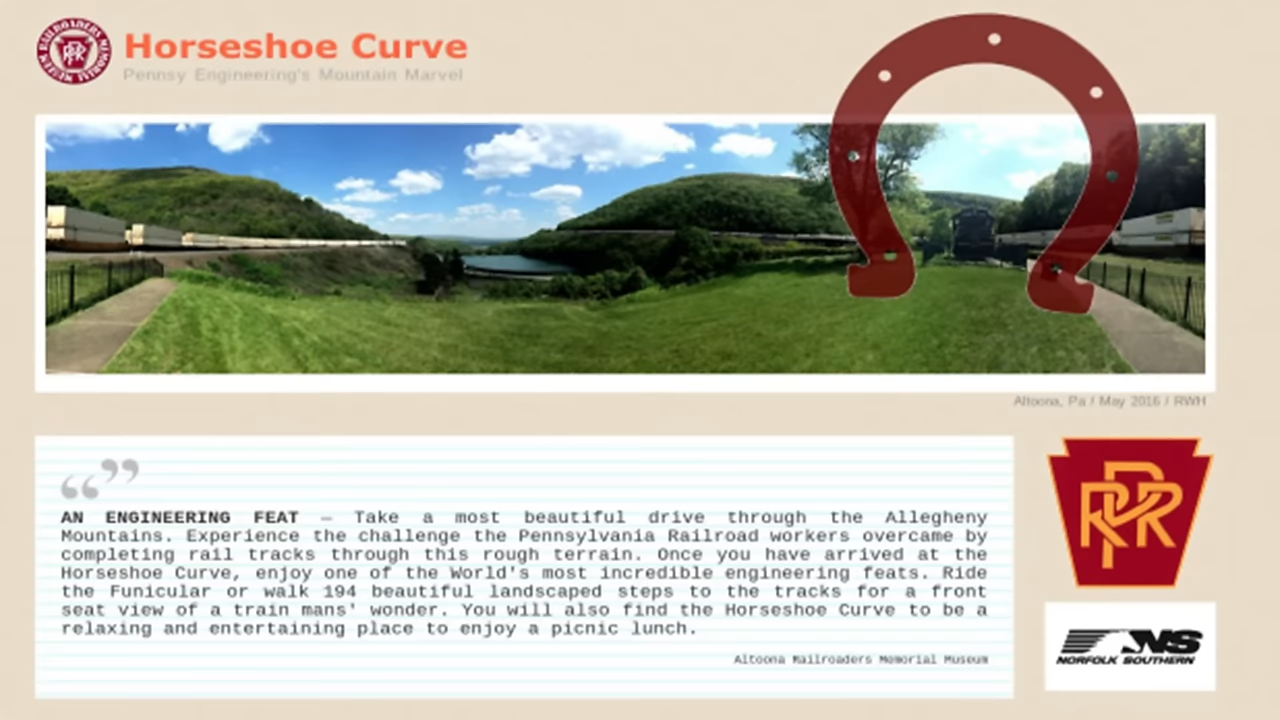 RAILROADERS MEMORIAL MUSEUM
PRR
Horseshoe Curve
Pennsy Engineering's Mountain Marvel
Altoona, Pa / May 2016 / RWH
AN ENGINEERING FEAT — Take a most beautiful drive through the Allegheny
Mountains. Experience the challenge the Pennsylvania Railroad workers overcame by
completing rail tracks through this rough terrain. Once you have arrived at the
Horseshoe Curve, enjoy one of the World's most incredible engineering feats. Ride
the Funicular or walk 194 beautiful landscaped steps to the tracks for a front
seat view of a train mans' wonder. You will also find the Horseshoe Curve to be a
relaxing and entertaining place to enjoy a picnic lunch.
Altoona Railroaders Memorial Museum
PRR
NS
NORFOLK SOUTHERN